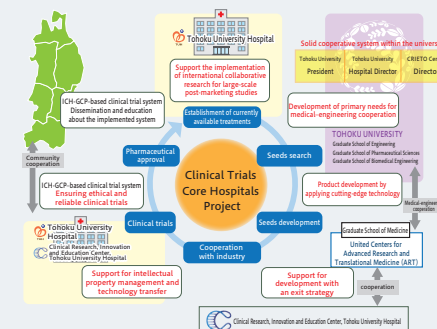 Tohoku University Hospital
Support the implementation
of international collaborative
research for large-scale
post-marketing studies
Solid cooperative system within the univers
Tohoku University
President
Tohoku University
Hospital Director
CRIETO Cen
Director
ICH-GCP-based clinical trial system
Dissemination and education
about the implemented system
Establishment of currently
available treatments
Development of primary needs for
medical-engineering cooperation
TOHOKU UNIVERSITY
Graduate School of Engineering
Graduate School of Pharmaceutical Sciences
Graduate School of Biomedical Engineering
Community
cooperation
Pharmaceutical
approval
Seeds search
Clinical Trials
Core Hospitals
Project
ICH-GCP-based clinical trial system
Ensuring ethical and
reliable clinical trials
Product development by
applying cutting-edge technology
Medical-engineer
cooperation
Clinical trials
Seeds development
Cooperation
with industry
Tohoku University
Hospital
Clinical Research, Innovation
and Education Center,
Tohoku University Hospital
Graduate School of Medicine
United Centers for
Advanced Research and
Translational Medicine (ART)
Support for intellectual
property management and
technology transfer
Support for
development with
an exit strategy
cooperation
Clinical Research, Innovation and Education Center, Tohoku University Hospital